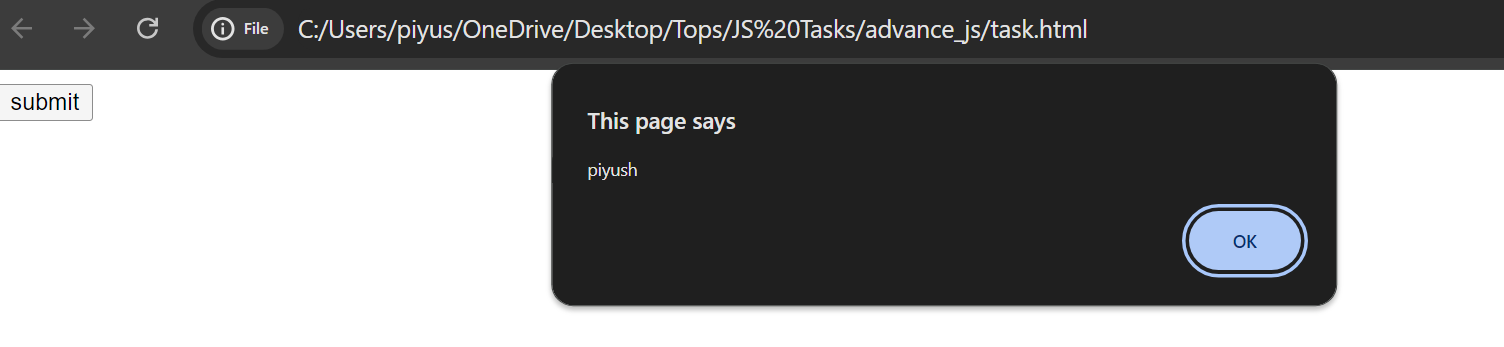 File C:/Users/piyus/OneDrive/Desktop/Tops/JS%20Tasks/advance_js/task.html
submit
This page says
piyush
OK